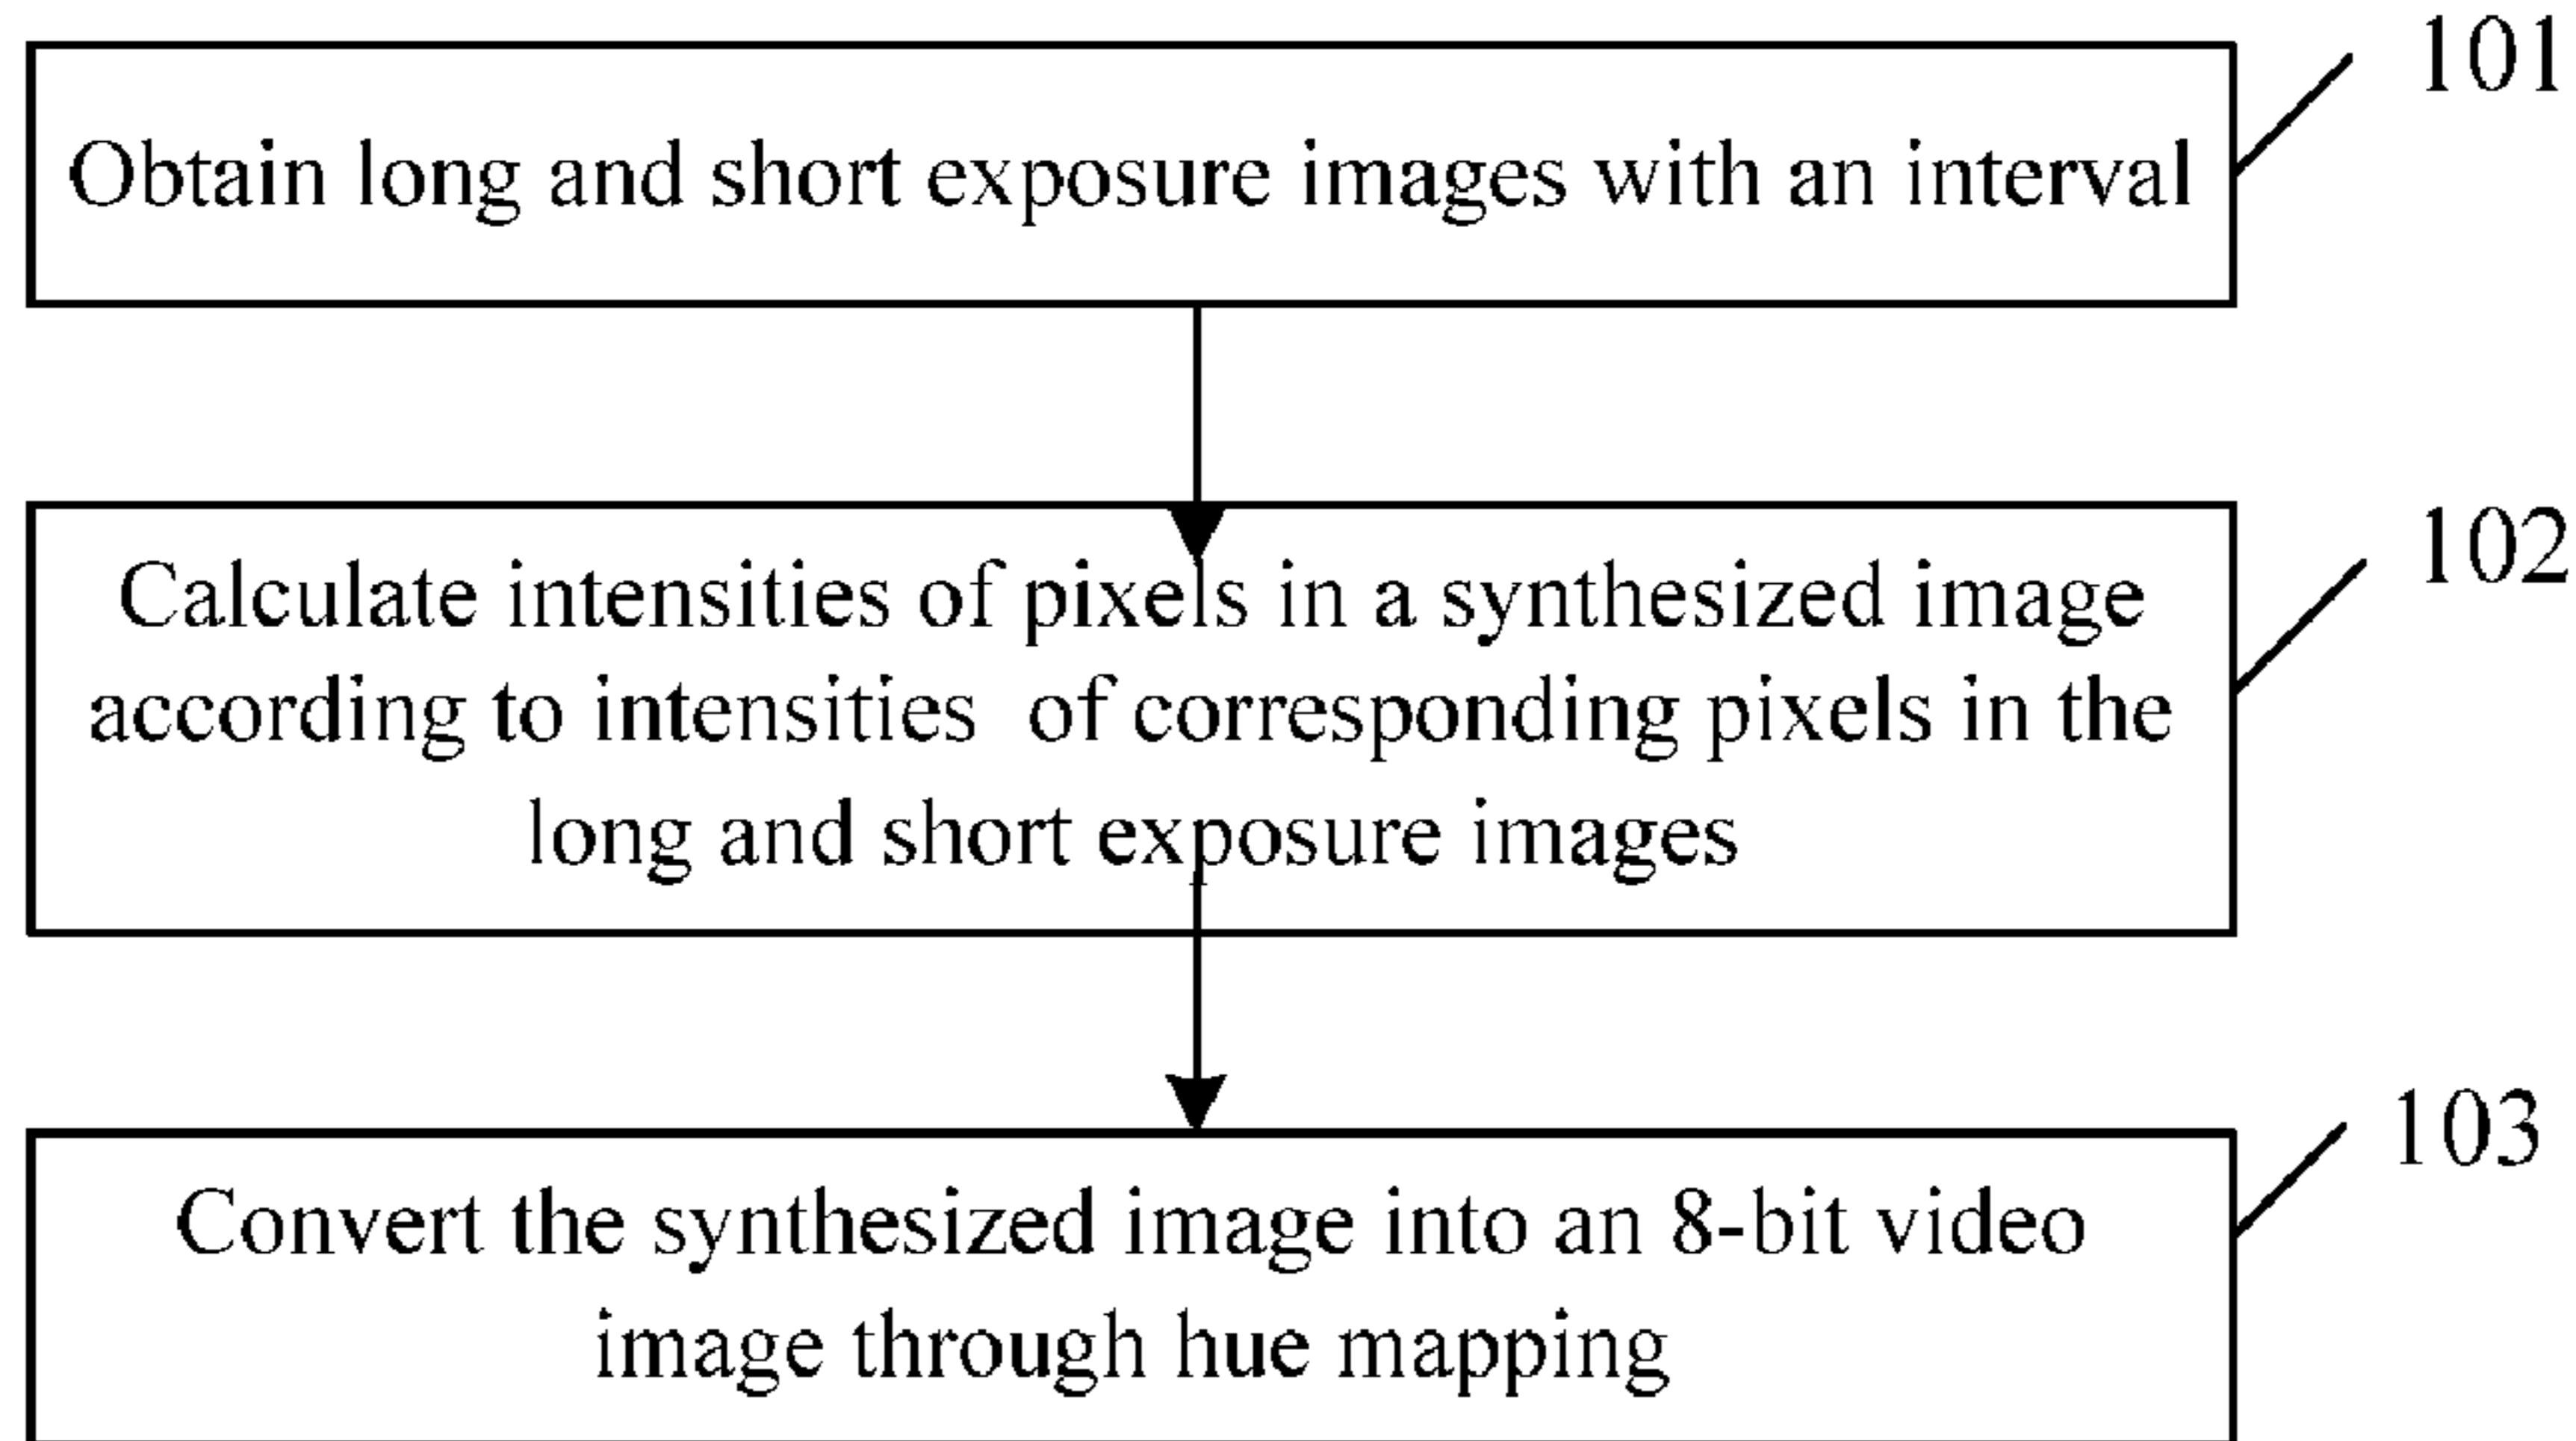 101
Obtain long and short exposure images with an interval
102
Calculate intensities of pixels in a synthesized image
according to intensities of corresponding pixels in the
long and short exposure images
103
Convert the synthesized image into an 8-bit video
image through hue mapping